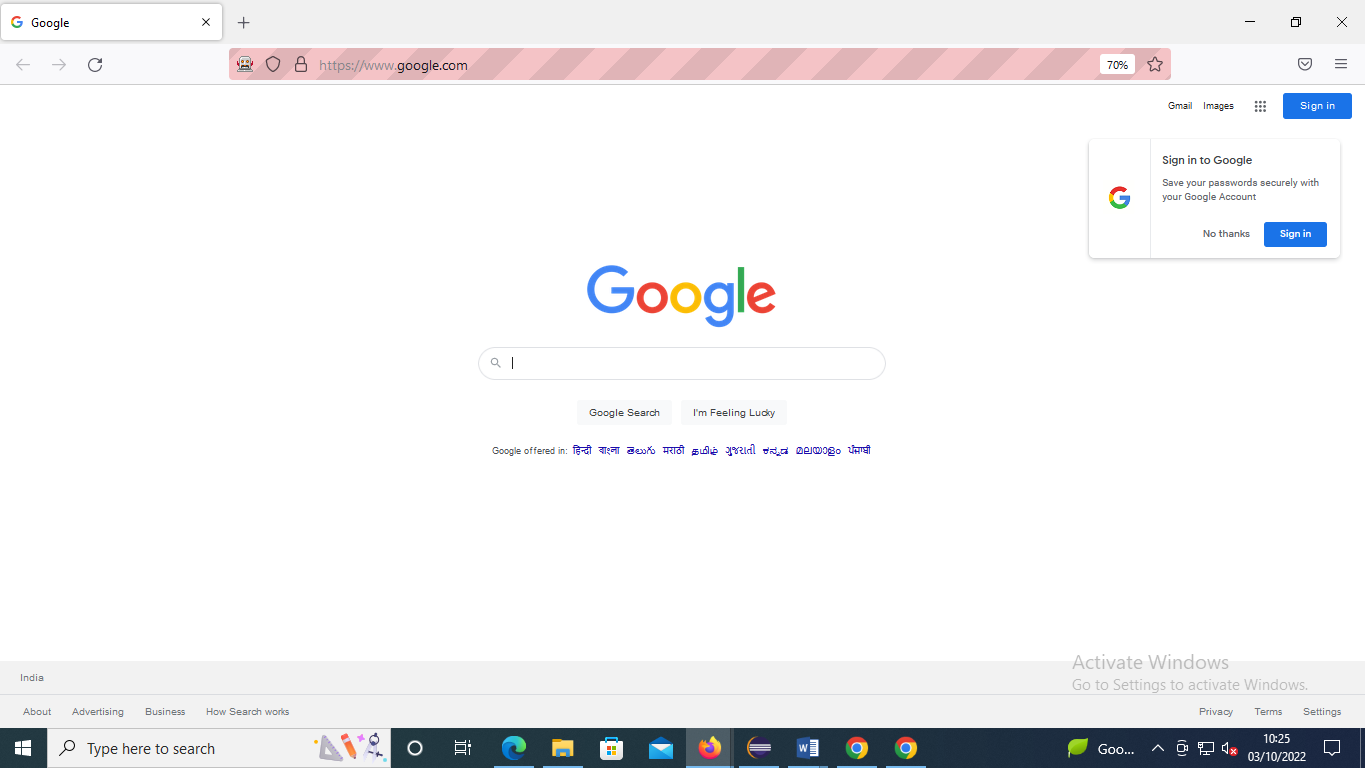 Google
https://www.google.com
70%
Gmail Images
Sign in
Sign in to Google
Save your passwords securely with
your Google Account
No thanks
Sign in
Google
Google Search
I'm Feeling Lucky
Google offered in: हिन्दी বাংলা తెలుగు मराठी தமிழ் ગુજરાતી ಕನ್ನಡ മലയാളം ਪੰਜਾਬੀ
Activate Windows
Go to Settings to activate Windows.
India
About Advertising Business How Search works
Privacy Terms Settings
Type here to search
Goo...
10:25
03/10/2022